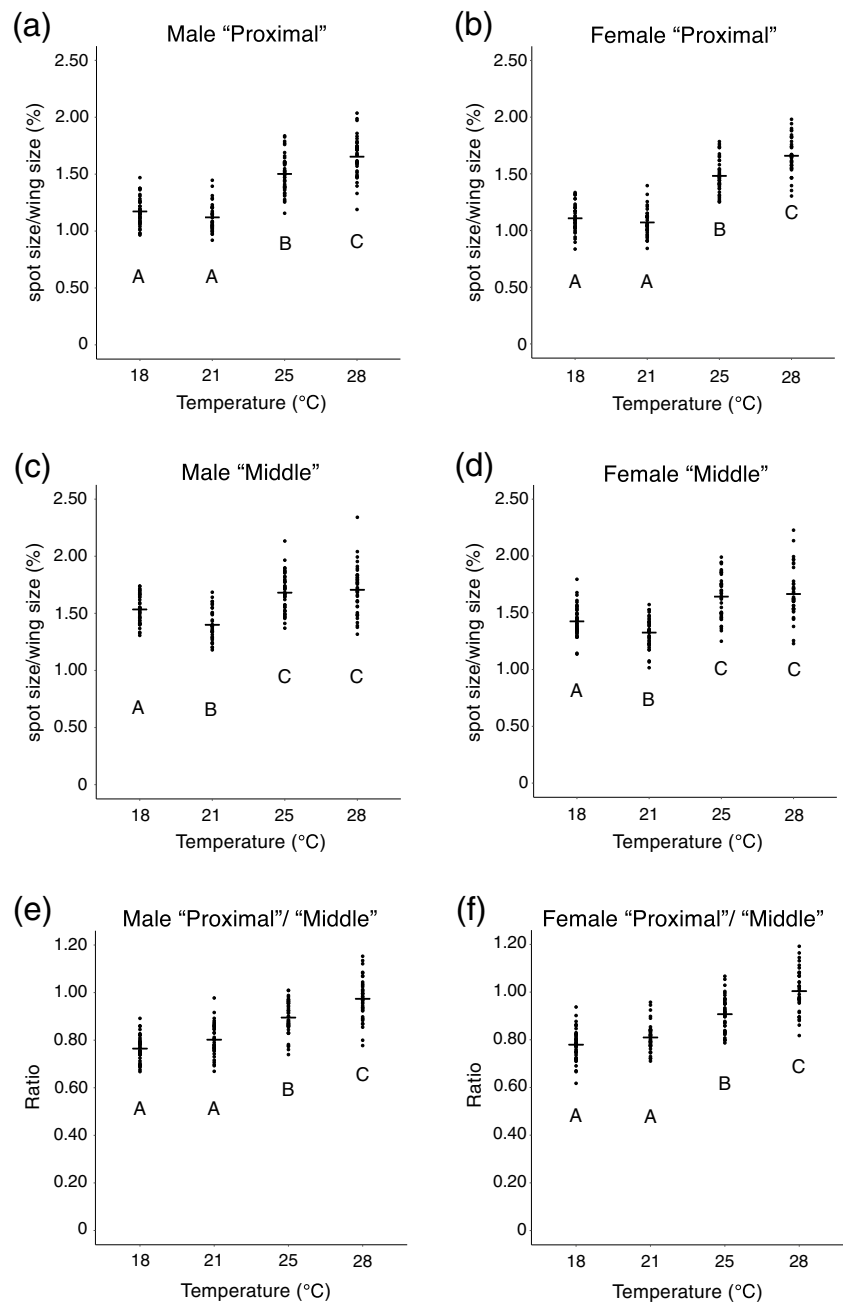 (a)
Male “Proximal”
spot size/wing size (%)
2.50
2.00
1.50
1.00
0.50
0
A
A
B
C
18
21
25
28
Temperature (°C)
(b)
Female “Proximal”
2.50
2.00
1.50
1.00
0.50
0
A
A
B
C
18
21
25
28
Temperature (°C)
(c)
Male “Middle”
spot size/wing size (%)
2.50
2.00
1.50
1.00
0.50
0
A
B
C
C
18
21
25
28
Temperature (°C)
(d)
Female “Middle”
spot size/wing size (%)
2.50
2.00
1.50
1.00
0.50
0
A
B
C
C
18
21
25
28
Temperature (°C)
(e)
Male “Proximal”/ “Middle”
Ratio
1.20
1.00
0.80
0.60
0.40
0.20
0
A
A
B
C
18
21
25
28
Temperature (°C)
(f)
Female “Proximal”/ “Middle”
Ratio
1.20
1.00
0.80
0.60
0.40
0.20
0
A
A
B
C
18
21
25
28
Temperature (°C)
spot size/wing size (%)